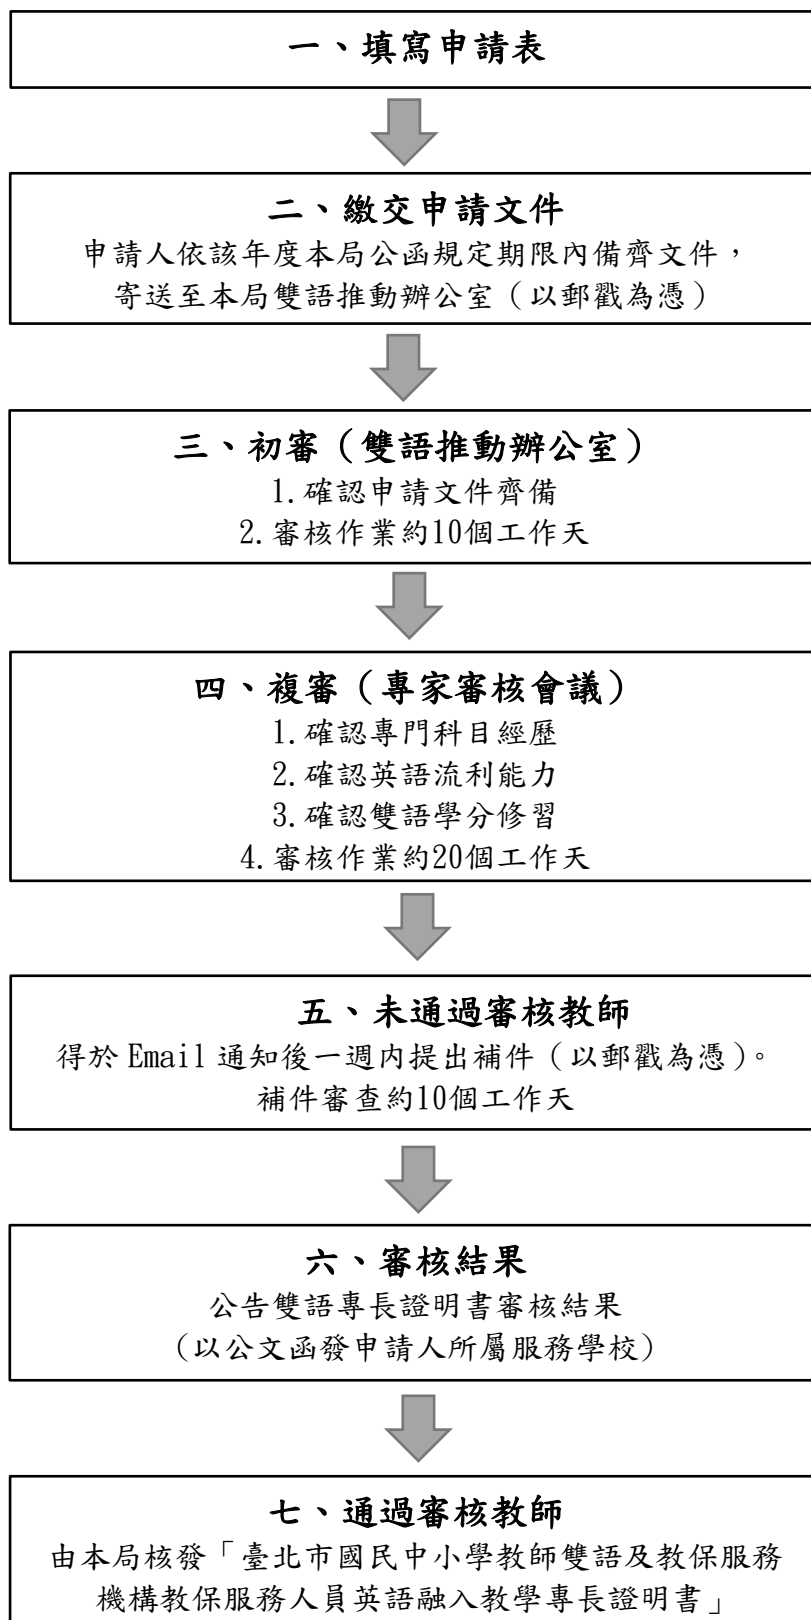 一、填寫申請表
二、繳交申請文件
申請人依該年度本局公函規定期限內備齊文件，
寄送至本局雙語推動辦公室（以郵戳為憑）
三、初審（雙語推動辦公室）
1.確認申請文件齊備
2.審核作業約10個工作天
四、複審（專家審核會議）
1.確認專門科目經歷
2.確認英語流利能力
3.確認雙語學分修習
4.審核作業約20個工作天
五、未通過審核教師
得於 Email 通知後一週內提出補件（以郵戳為憑）。
補件審查約10個工作天
六、審核結果
公告雙語專長證明書審核結果
（以公文函發申請人所屬服務學校）
七、通過審核教師
由本局核發「臺北市國民中小學教師雙語及教保服務
機構教保服務人員英語融入教學專長證明書」